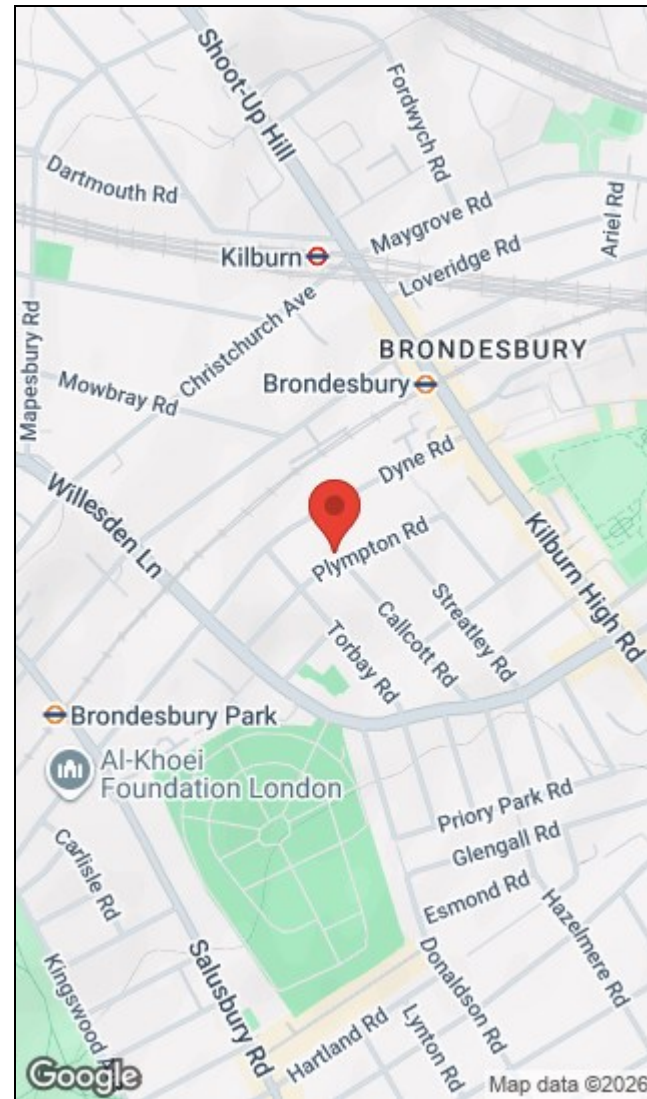 Shoot-Up Hill
Fordwych Rd
Dartmouth Rd
Maygrove Rd
Ariel Rd
Kilburn
Loveridge Rd
Mapesbury Rd
Christchurch Ave
BRONDESBURY
Mowbray Rd
Brondesbury
Dyne Rd
Willesden Ln
Plympton Rd
Kilburn High Rd
Streatley Rd
Callcott Rd
Torbay Rd
Brondesbury Park
Al-Khoei
Foundation London
Priory Park Rd
Glengall Rd
Carlisle Rd
Esmond Rd
Hazelmere Rd
Salusbury Rd
Donaldson Rd
Kingswood
Hartland Rd
Lynton Rd
Google
Map data ©2026